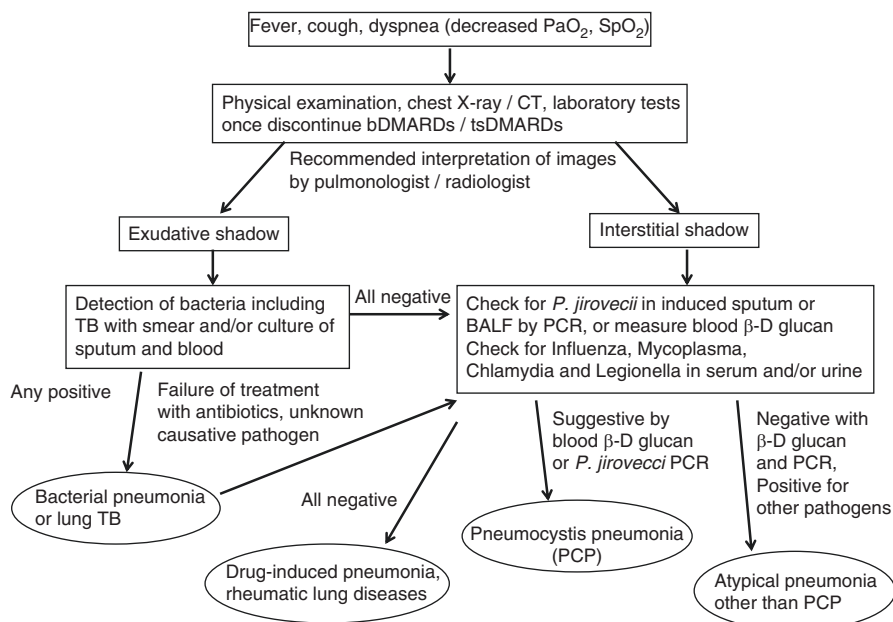 Fever, cough, dyspnea (decreased PaO2, SpO2)
Physical examination, chest X-ray / CT, laboratory tests
once discontinue bDMARDs / tsDMARDs
Recommended interpretation of images
by pulmonologist / radiologist
Exudative shadow
Interstitial shadow
Detection of bacteria including
TB with smear and/or culture of
sputum and blood
All negative
Check for P. jirovecii in induced sputum or
BALF by PCR, or measure blood β-D glucan
Check for Influenza, Mycoplasma,
Chlamydia and Legionella in serum and/or urine
Any positive
Failure of treatment
with antibiotics, unknown
causative pathogen
Suggestive by
blood β-D glucan
or P. jirovecci PCR
Negative with
β-D glucan
and PCR,
Positive for
other pathogens
Bacterial pneumonia
or lung TB
All negative
Drug-induced pneumonia,
rheumatic lung diseases
Pneumocystis pneumonia
(PCP)
Atypical pneumonia
other than PCP